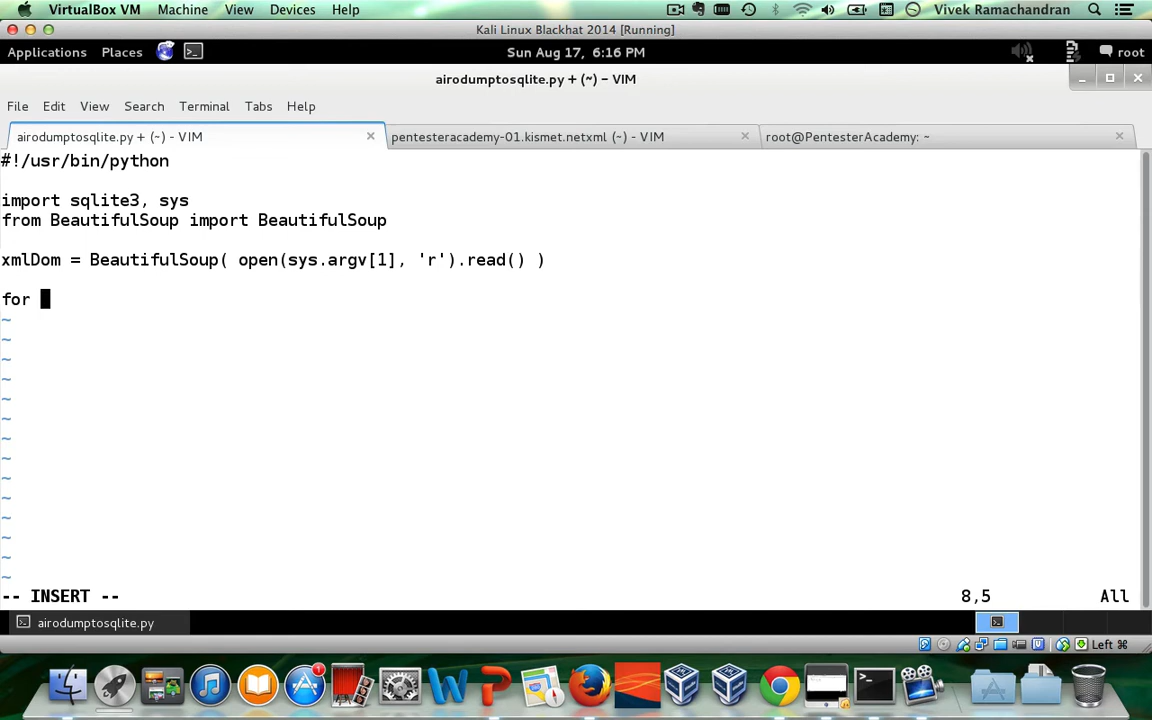 VirtualBox VM Machine View Devices Help Vivek Ramachandran
Kali Linux Blackhat 2014 [Running]
Applications Places Sun Aug 17, 6:16 PM root
airodumptosqlite.py + (~) – VIM
File Edit View Search Terminal Tabs Help
airodumptosqlite.py + (~) - VIM pentesteracademy-01.kismet.netxml (~) - VIM root@PentesterAcademy: ~
#!/usr/bin/python
import sqlite3, sys
from BeautifulSoup import BeautifulSoup
xmlDom = BeautifulSoup( open(sys.argv[1], 'r').read() )
for
~
~
~
~
~
~
~
~
~
~
~
~
~
~
-- INSERT -- 8,5 All
airodumptosqlite.py
Left ⌘